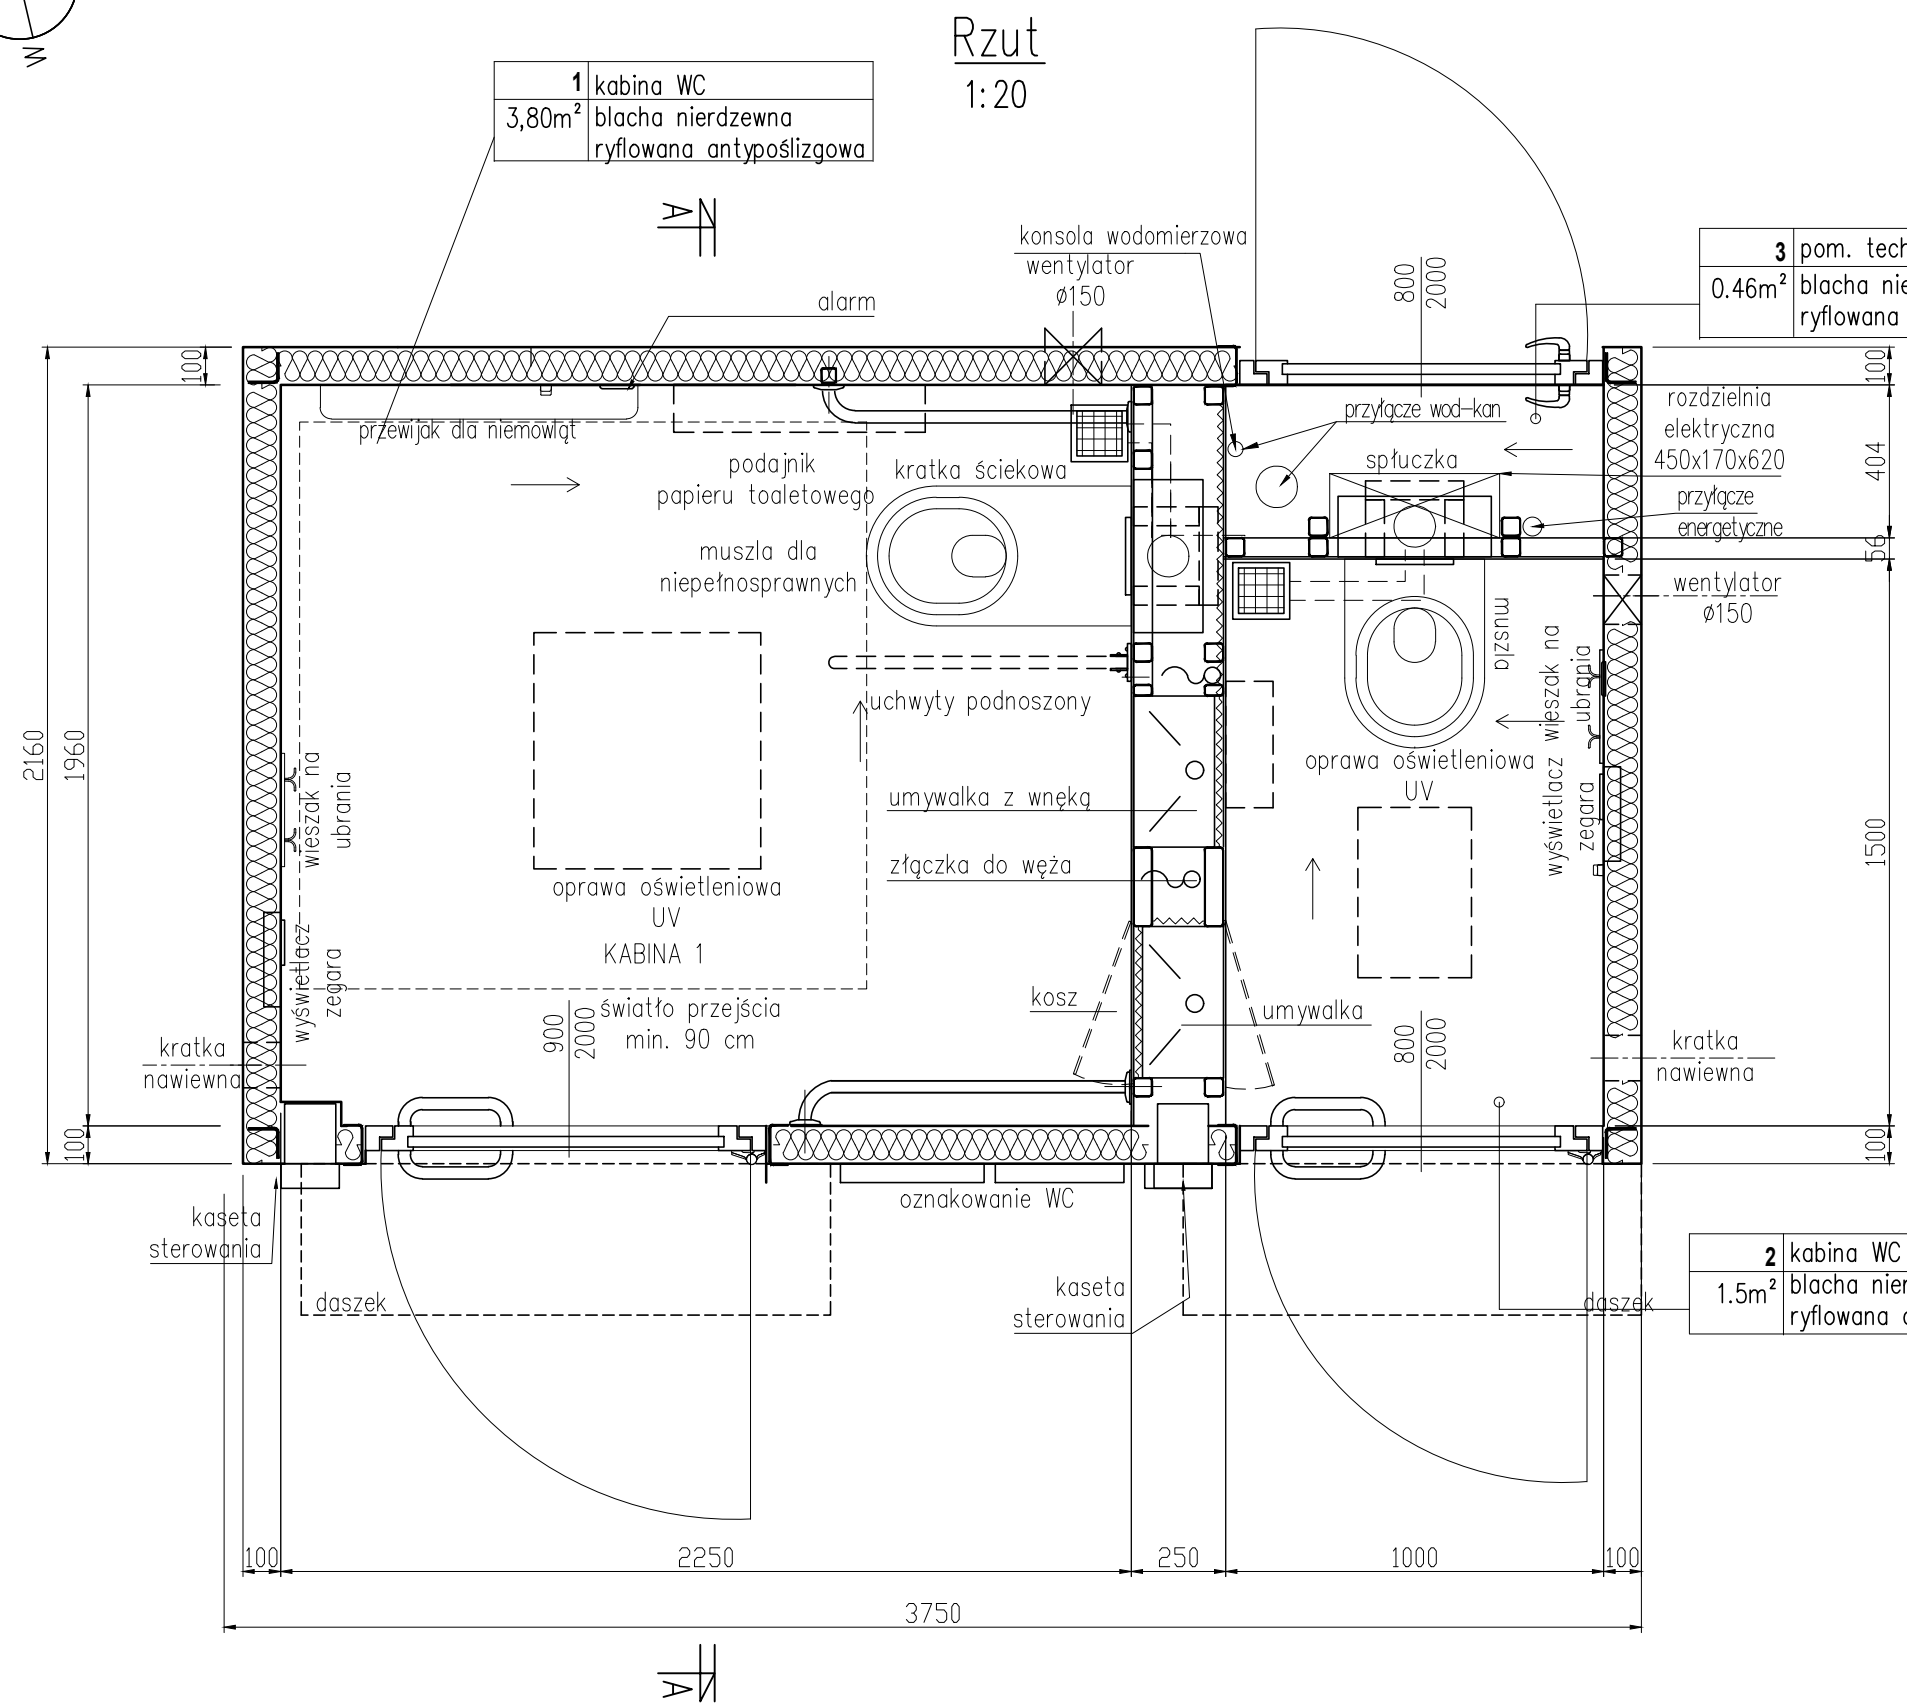 Rzut
1:20
W
1 kabina WC
3,80m² blacha nierdzewna
ryflowana antypoślizgowa
A
konsola wodomierzowa
wentylator
ø150
alarm
800
2000
3 pom. tech
0.46m² blacha nie
ryflowana
100
100
przewijak dla niemowląt
podajnik
papieru toaletowego
kratka ściekowa
muszla dla
niepełnosprawnych
uchwyty podnoszony
umywalka z wnęką
złączka do węża
przyłącze wod-kan
spłuczka
rozdzielnia
elektryczna
450x170x620
przyłącze
energetyczne
404
56
wentylator
ø150
muszla
wieszak na
ubrania
oprawa oświetleniowa
UV
wyświetlacz
zegara
1500
2160
1960
wieszak na
ubrania
oprawa oświetleniowa
UV
KABINA 1
wyświetlacz
zegara
światło przejścia
min. 90 cm
900
2000
kosz
umywalka
800
2000
kratka
nawiewna
kratka
nawiewna
100
100
oznakowanie WC
kaseta
sterowania
daszek
kaseta
sterowania
daszek
2 kabina WC
1.5m² blacha nier
ryflowana
100
2250
250
1000
100
3750
A